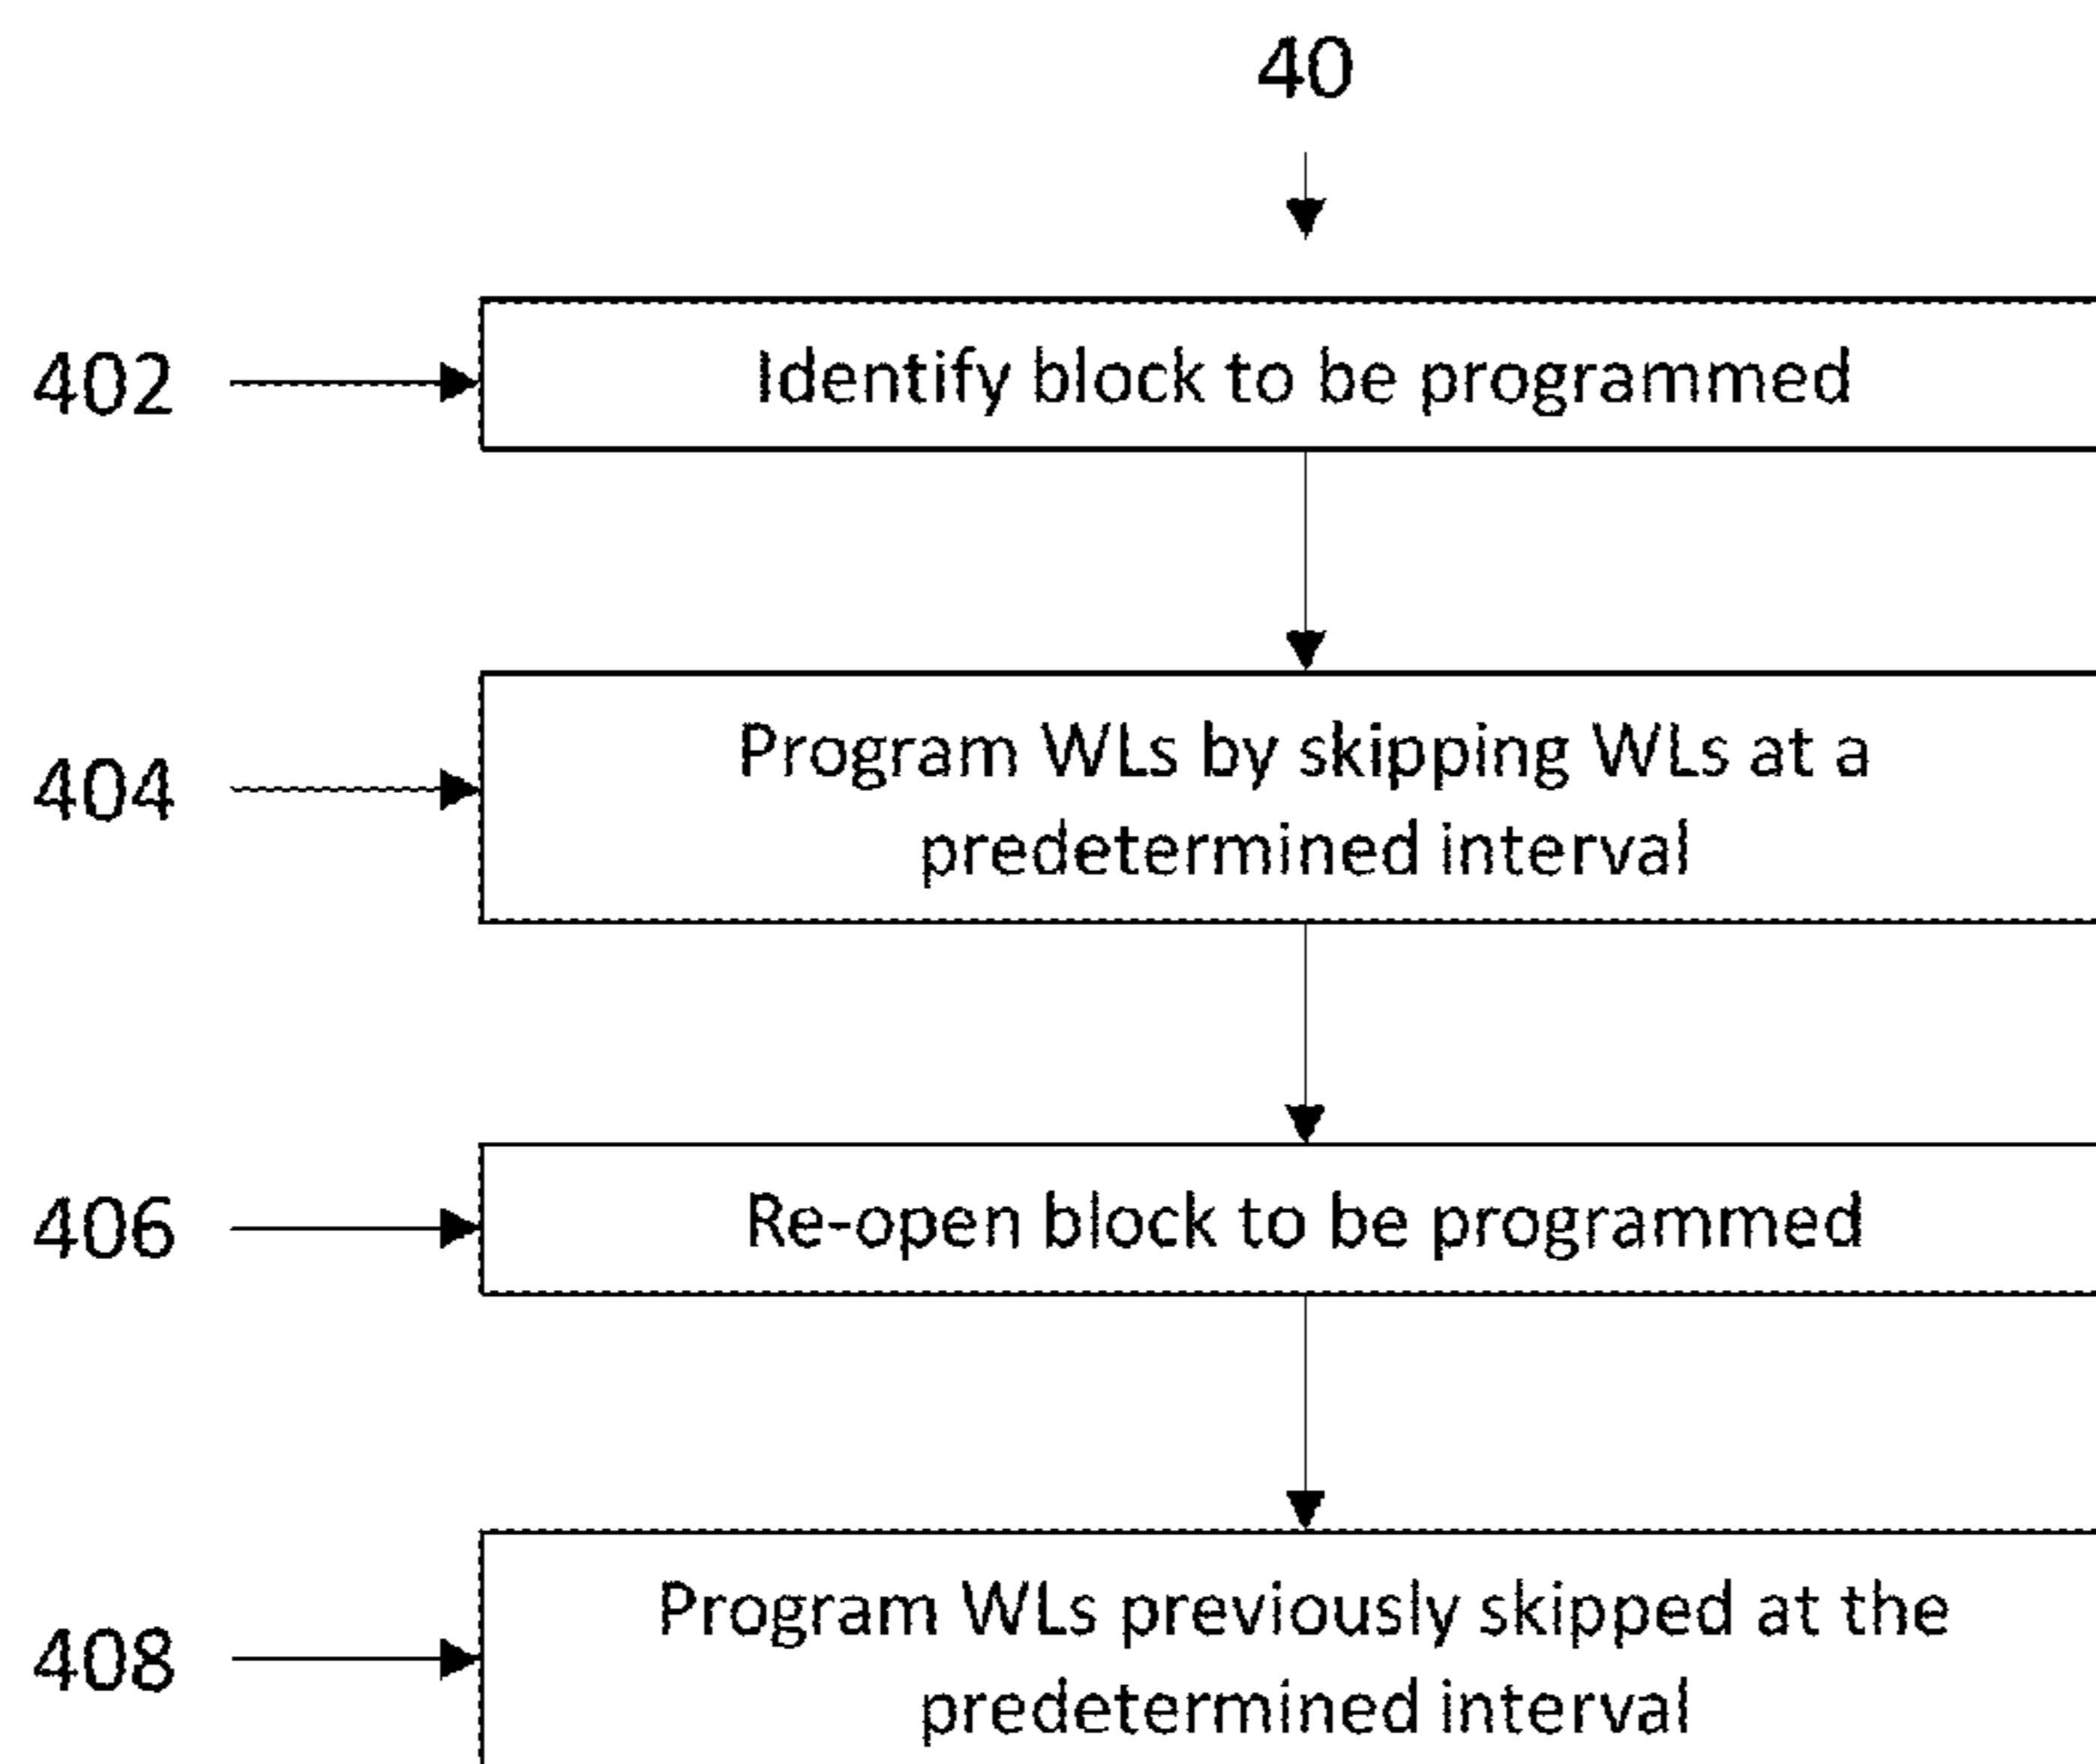 40
402
Identify block to be programmed
404
Program WLs by skipping WLs at a
predetermined interval
406
Re-open block to be programmed
408
Program WLs previously skipped at the
predetermined interval